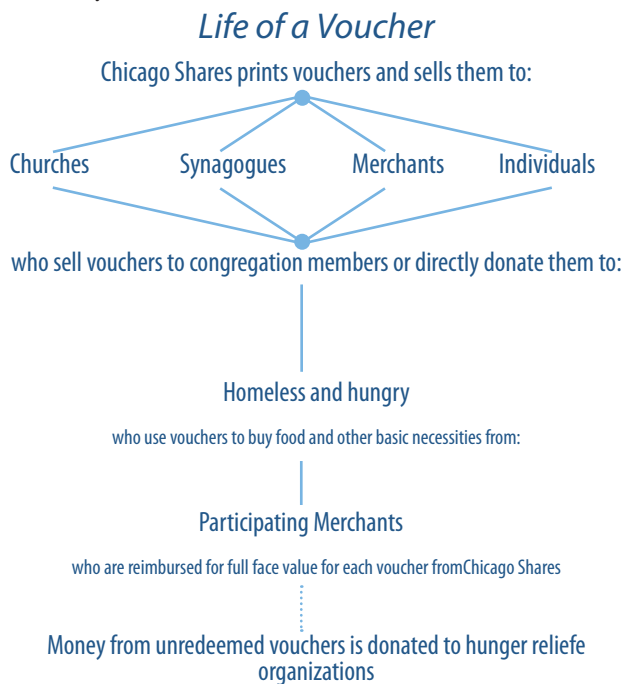 Life of a Voucher
Chicago Shares prints vouchers and sells them to:
Churches Synagogues Merchants Individuals
who sell vouchers to congregation members or directly donate them to:
Homeless and hungry
who use vouchers to buy food and other basic necessities from:
Participating Merchants
who are reimbursed for full face value for each voucher fromChicago Shares
Money from unredeemed vouchers is donated to hunger reliefe
organizations